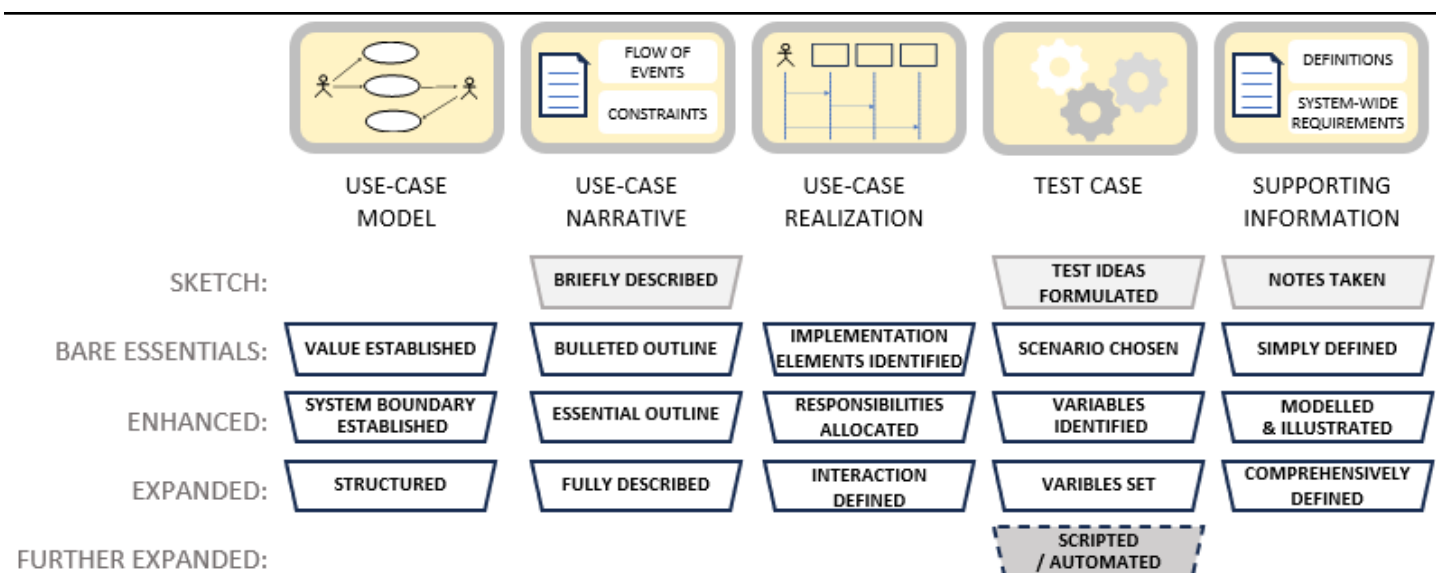 FLOW OF
EVENTS
CONSTRAINTS
DEFINITIONS
SYSTEM-WIDE
REQUIREMENTS
USE-CASE
MODEL
USE-CASE
NARRATIVE
USE-CASE
REALIZATION
TEST CASE
SUPPORTING
INFORMATION
SKETCH:
BRIEFLY DESCRIBED
TEST IDEAS
FORMULATED
NOTES TAKEN
BARE ESSENTIALS:
VALUE ESTABLISHED
BULLETED OUTLINE
IMPLEMENTATION
ELEMENTS IDENTIFIED
SCENARIO CHOSEN
SIMPLY DEFINED
ENHANCED:
SYSTEM BOUNDARY
ESTABLISHED
ESSENTIAL OUTLINE
RESPONSIBILITIES
ALLOCATED
VARIABLES
IDENTIFIED
MODELLED
& ILLUSTRATED
EXPANDED:
STRUCTURED
FULLY DESCRIBED
INTERACTION
DEFINED
VARIBLES SET
COMPREHENSIVELY
DEFINED
FURTHER EXPANDED:
SCRIPTED
/ AUTOMATED